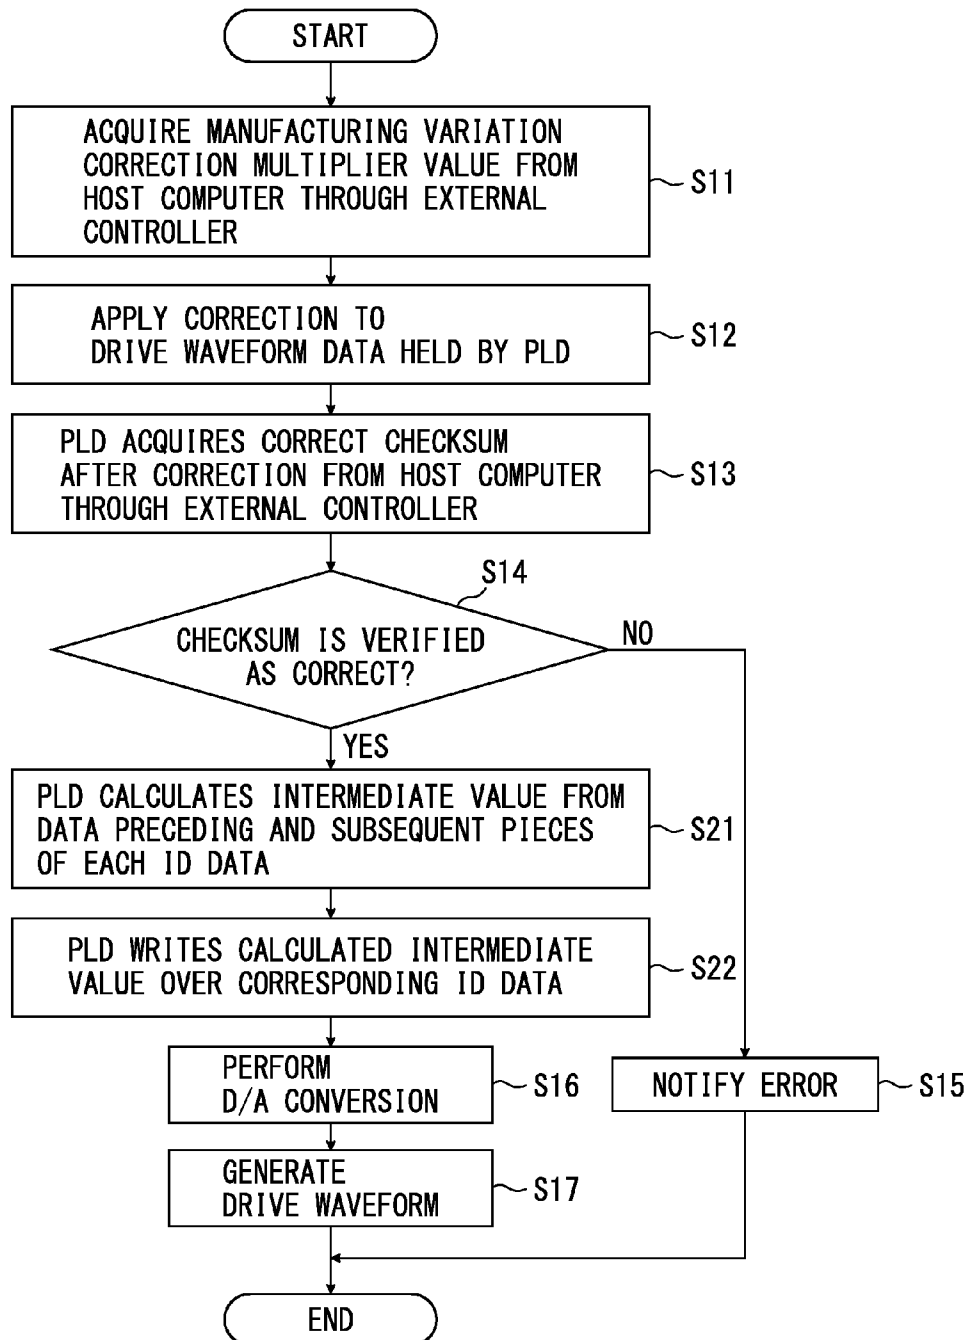 START
ACQUIRE MANUFACTURING VARIATION
CORRECTION MULTIPLIER VALUE FROM
HOST COMPUTER THROUGH EXTERNAL
CONTROLLER
S11
APPLY CORRECTION TO
DRIVE WAVEFORM DATA HELD BY PLD
S12
PLD ACQUIRES CORRECT CHECKSUM
AFTER CORRECTION FROM HOST COMPUTER
THROUGH EXTERNAL CONTROLLER
S13
S14
CHECKSUM IS VERIFIED
AS CORRECT?
NO
YES
PLD CALCULATES INTERMEDIATE VALUE FROM
DATA PRECEDING AND SUBSEQUENT PIECES
OF EACH ID DATA
S21
PLD WRITES CALCULATED INTERMEDIATE
VALUE OVER CORRESPONDING ID DATA
S22
PERFORM
D/A CONVERSION
S16
NOTIFY ERROR
S15
GENERATE
DRIVE WAVEFORM
S17
END